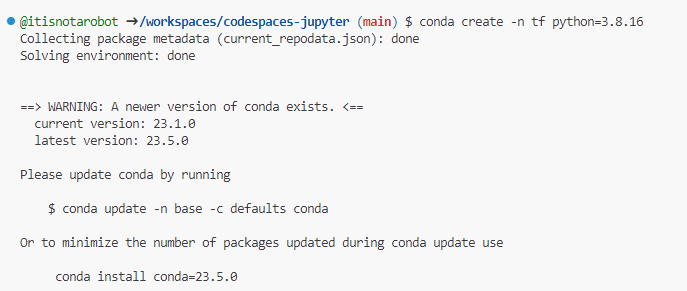 @itisnotarobot →/workspaces/codespaces-jupyter (main) $ conda create -n tf python=3.8.16
Collecting package metadata (current_repodata.json): done
Solving environment: done
==> WARNING: A newer version of conda exists. <==
current version: 23.1.0
latest version: 23.5.0
Please update conda by running
$ conda update -n base -c defaults conda
Or to minimize the number of packages updated during conda update use
conda install conda=23.5.0